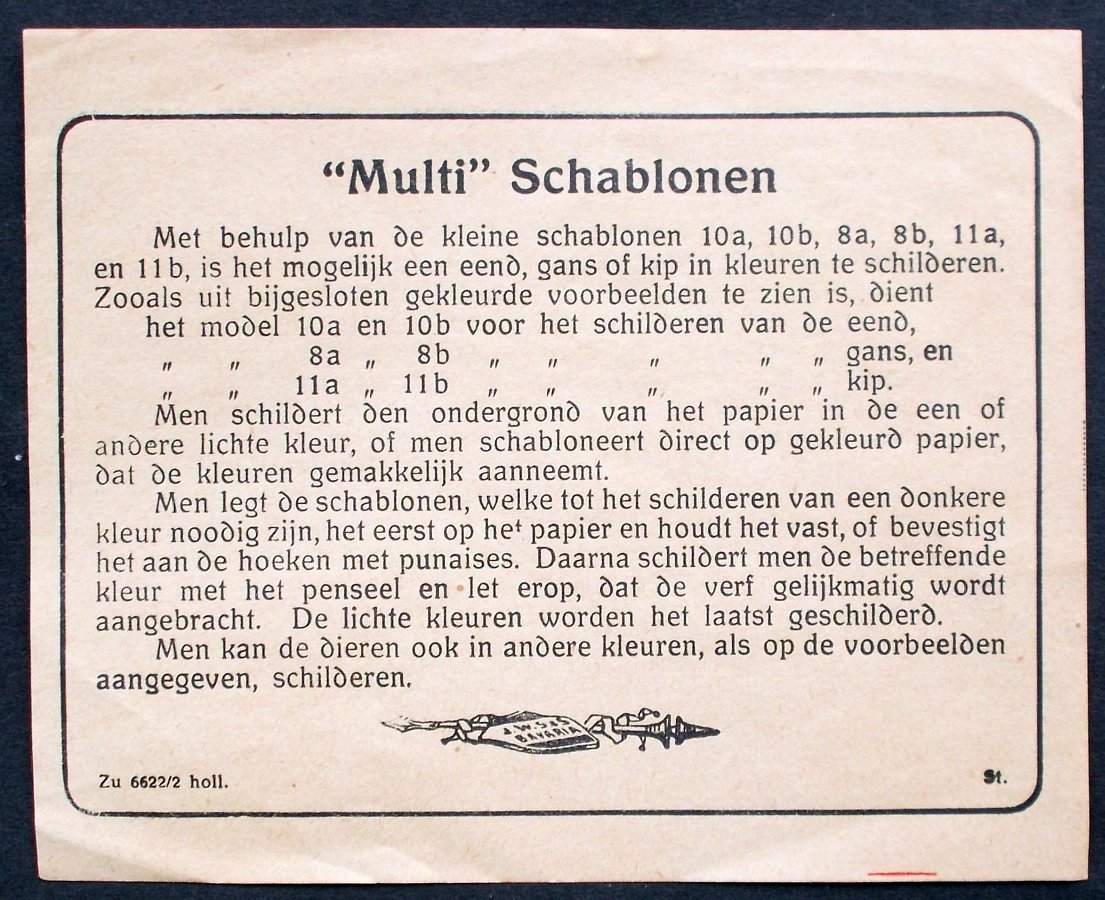 “Multi” Schablonen
Met behulp van de kleine schablonen 10a, 10b, 8a, 8b, 11a,
en 11b, is het mogelijk een eend, gans of kip in kleuren te schilderen.
Zooals uit bijgesloten gekleurde voorbeelden te zien is, dient
het model 10a en 10b voor het schilderen van de eend,
„ „ 8a „ 8b „ „ „ „ „ gans, en
„ „ 11a „ 11b „ „ „ „ „ kip.
Men schildert den ondergrond van het papier in de een of
andere lichte kleur, of men schabloneert direct op gekleurd papier,
dat de kleuren gemakkelijk aanneemt.
Men legt de schablonen, welke tot het schilderen van een donkere
kleur noodig zijn, het eerst op het papier en houdt het vast, of bevestigt
het aan de hoeken met punaises. Daarna schildert men de betreffende
kleur met het penseel en let erop, dat de verf gelijkmatig wordt
aangebracht. De lichte kleuren worden het laatst geschilderd.
Men kan de dieren ook in andere kleuren, als op de voorbeelden
aangegeven, schilderen.
J.W.S & S
BAVARIA
Zu 6622/2 holl. St.